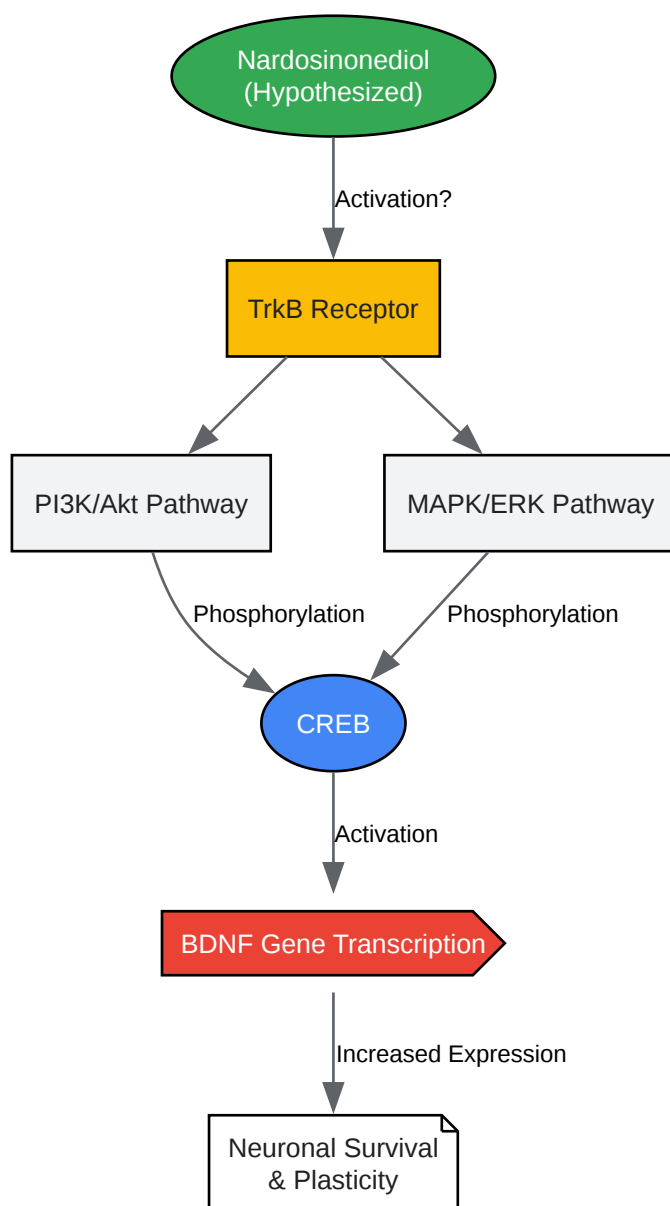 Nardosinonediol
(Hypothesized)
Activation?
TrkB Receptor
PI3K/Akt Pathway
MAPK/ERK Pathway
Phosphorylation
Phosphorylation
CREB
Activation
BDNF Gene Transcription
Increased Expression
Neuronal Survival
& Plasticity